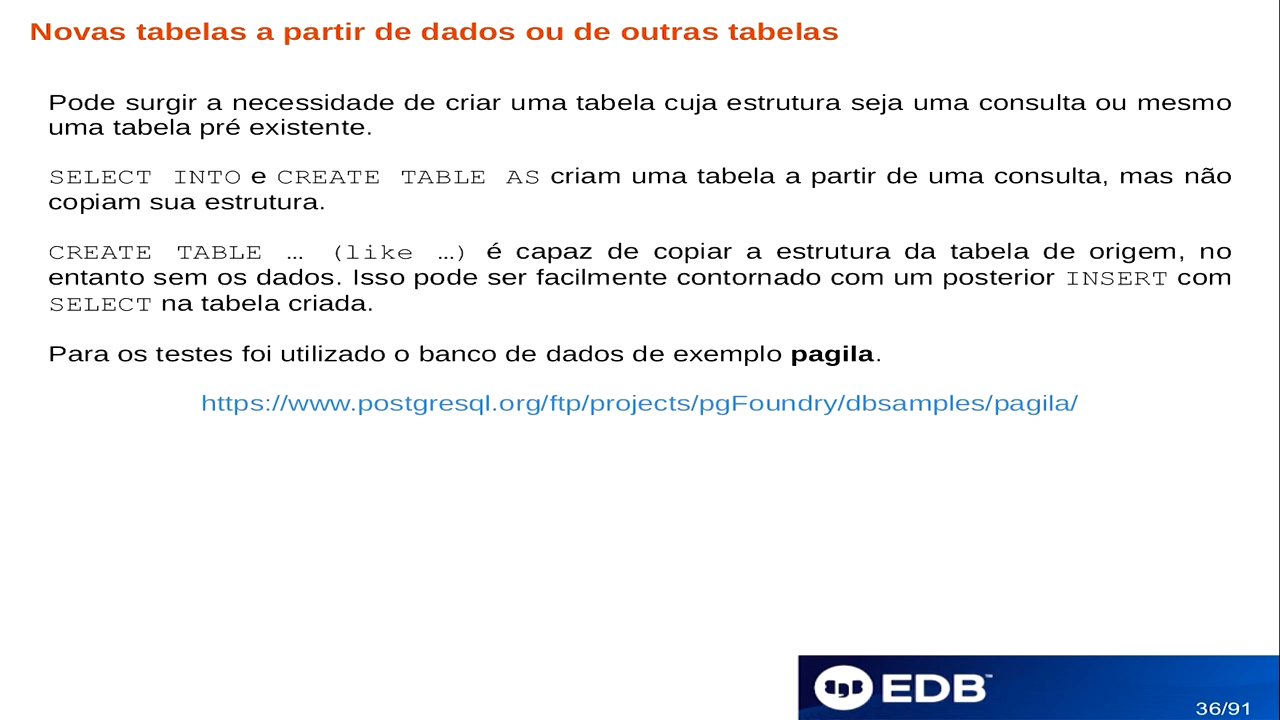 Novas tabelas a partir de dados ou de outras tabelas
Pode surgir a necessidade de criar uma tabela cuja estrutura seja uma consulta ou mesmo
uma tabela pré existente.
SELECT INTO e CREATE TABLE AS criam uma tabela a partir de uma consulta, mas não
copiam sua estrutura.
CREATE TABLE … (like …) é capaz de copiar a estrutura da tabela de origem, no
entanto sem os dados. Isso pode ser facilmente contornado com um posterior INSERT com
SELECT na tabela criada.
Para os testes foi utilizado o banco de dados de exemplo pagila.
https://www.postgresql.org/ftp/projects/pgFoundry/dbsamples/pagila/
EDB™
36/91